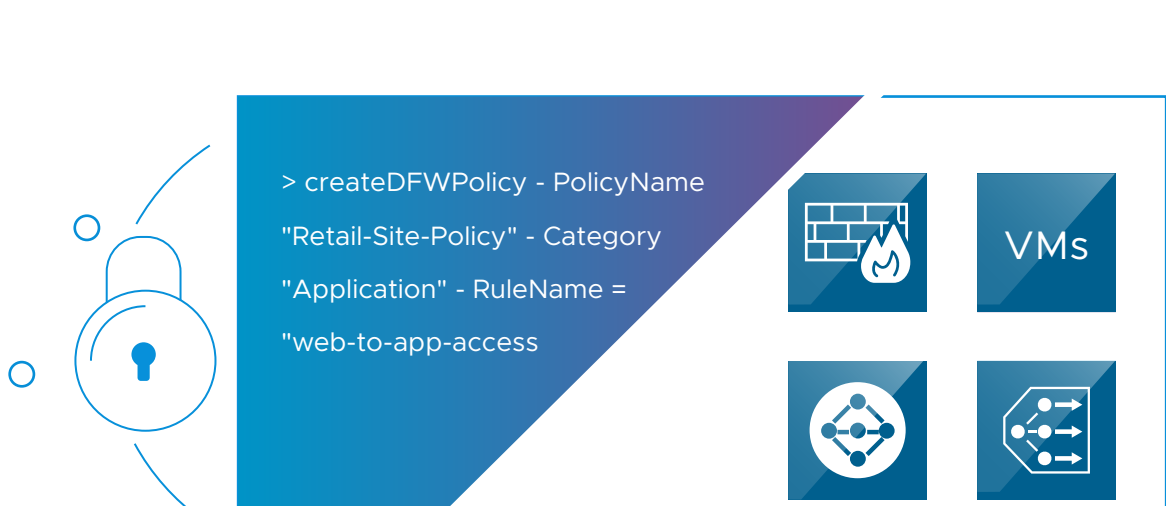 > createDFWPolicy - PolicyName
"Retail-Site-Policy" - Category
"Application" - RuleName =
"web-to-app-access
VMs